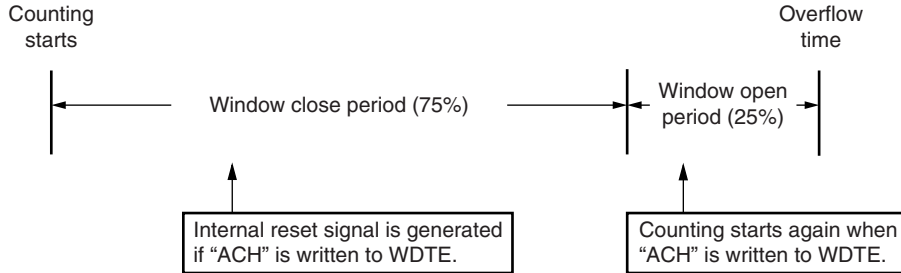 Counting
starts
Overflow
time
Window close period (75%)
Window open
period (25%)
Internal reset signal is generated
if “ACH” is written to WDTE.
Counting starts again when
“ACH” is written to WDTE.